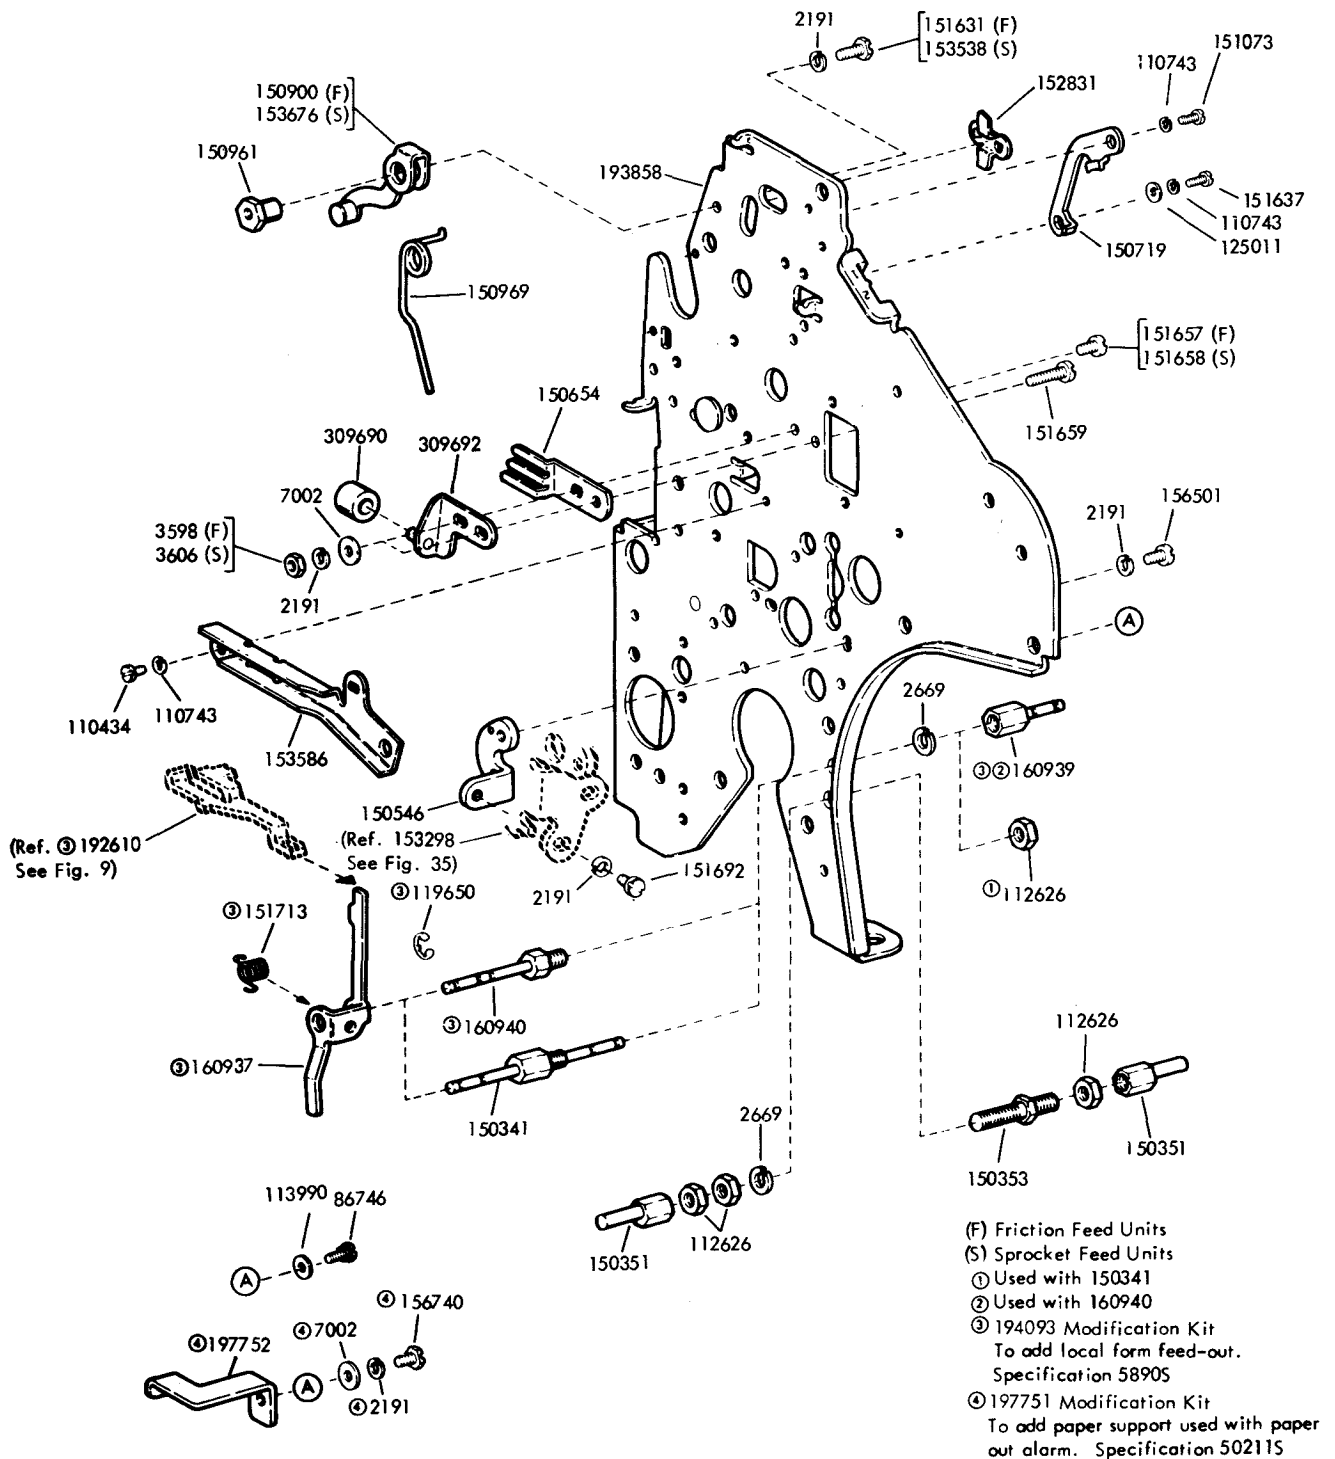 2191
151631 (F)
153538 (S)
151073
110743
152831
150900 (F)
153676 (S)
150961
193858
151637
110743
125011
150719
150969
151657 (F)
151658 (S)
150654
151659
309690
309692
7002
156501
2191
3598 (F)
3606 (S)
2191
A
2669
110434
110743
153586
③②160939
150546
(Ref. ③192610
See Fig. 9)
(Ref. 153298
See Fig. 35)
151692
2191
①112626
③119650
③151713
③160940
112626
③160937
150341
2669
150351
150353
113990
86746
150351
112626
A
④156740
④7002
④197752
A
④2191
(F) Friction Feed Units
(S) Sprocket Feed Units
① Used with 150341
② Used with 160940
③ 194093 Modification Kit
To add local form feed-out.
Specification 5890S
④ 197751 Modification Kit
To add paper support used with paper
out alarm. Specification 50211S